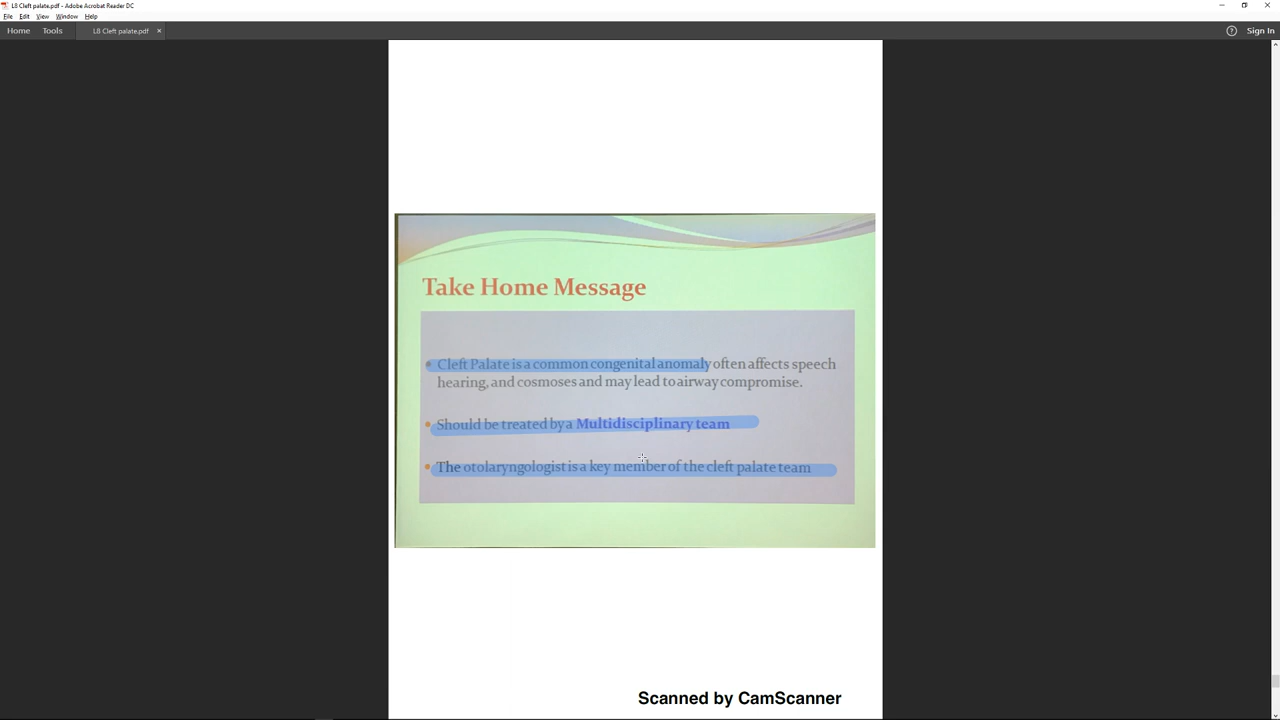 L8 Cleft palate.pdf - Adobe Acrobat Reader DC
File Edit View Window Help
Home Tools L8 Cleft palate.pdf × ? Sign In
Take Home Message
• Cleft Palate is a common congenital anomaly often affects speech
hearing, and cosmoses and may lead to airway compromise.
• Should be treated by a Multidisciplinary team
• The otolaryngologist is a key member of the cleft palate team
Scanned by CamScanner